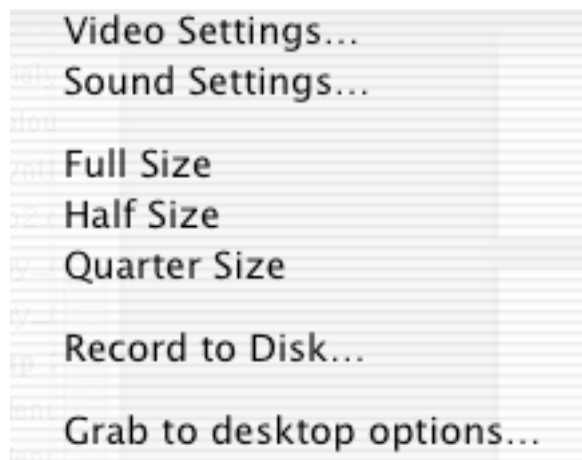 Video Settings...
Sound Settings...
Full Size
Half Size
Quarter Size
Record to Disk...
Grab to desktop options...